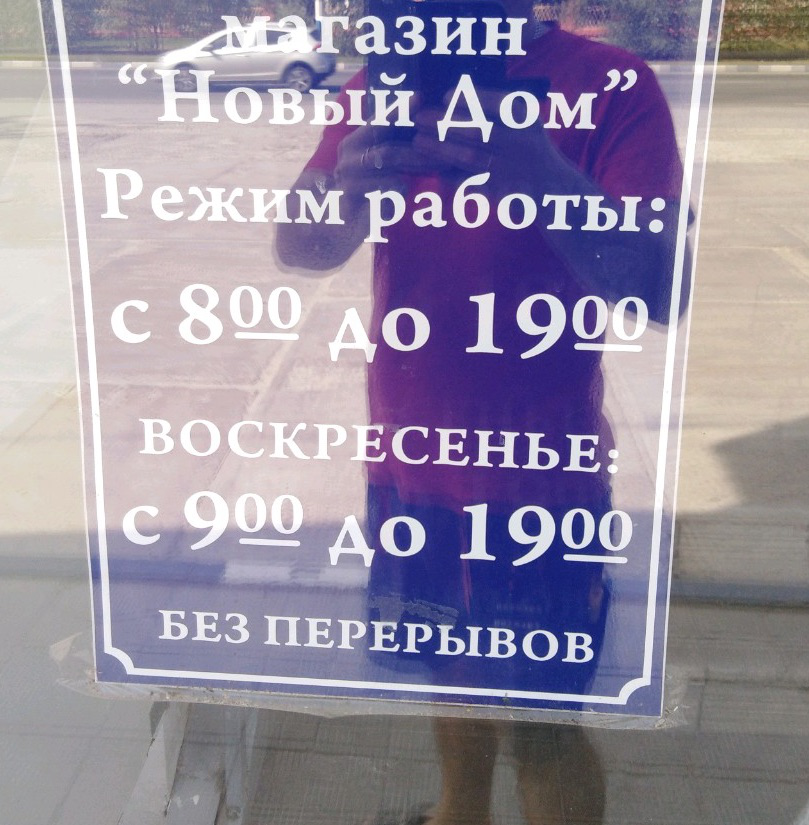 магазин
“Новый Дом”
Режим работы:
с 8⁰⁰ до 19⁰⁰
ВОСКРЕСЕНЬЕ:
с 9⁰⁰ до 19⁰⁰
БЕЗ ПЕРЕРЫВОВ